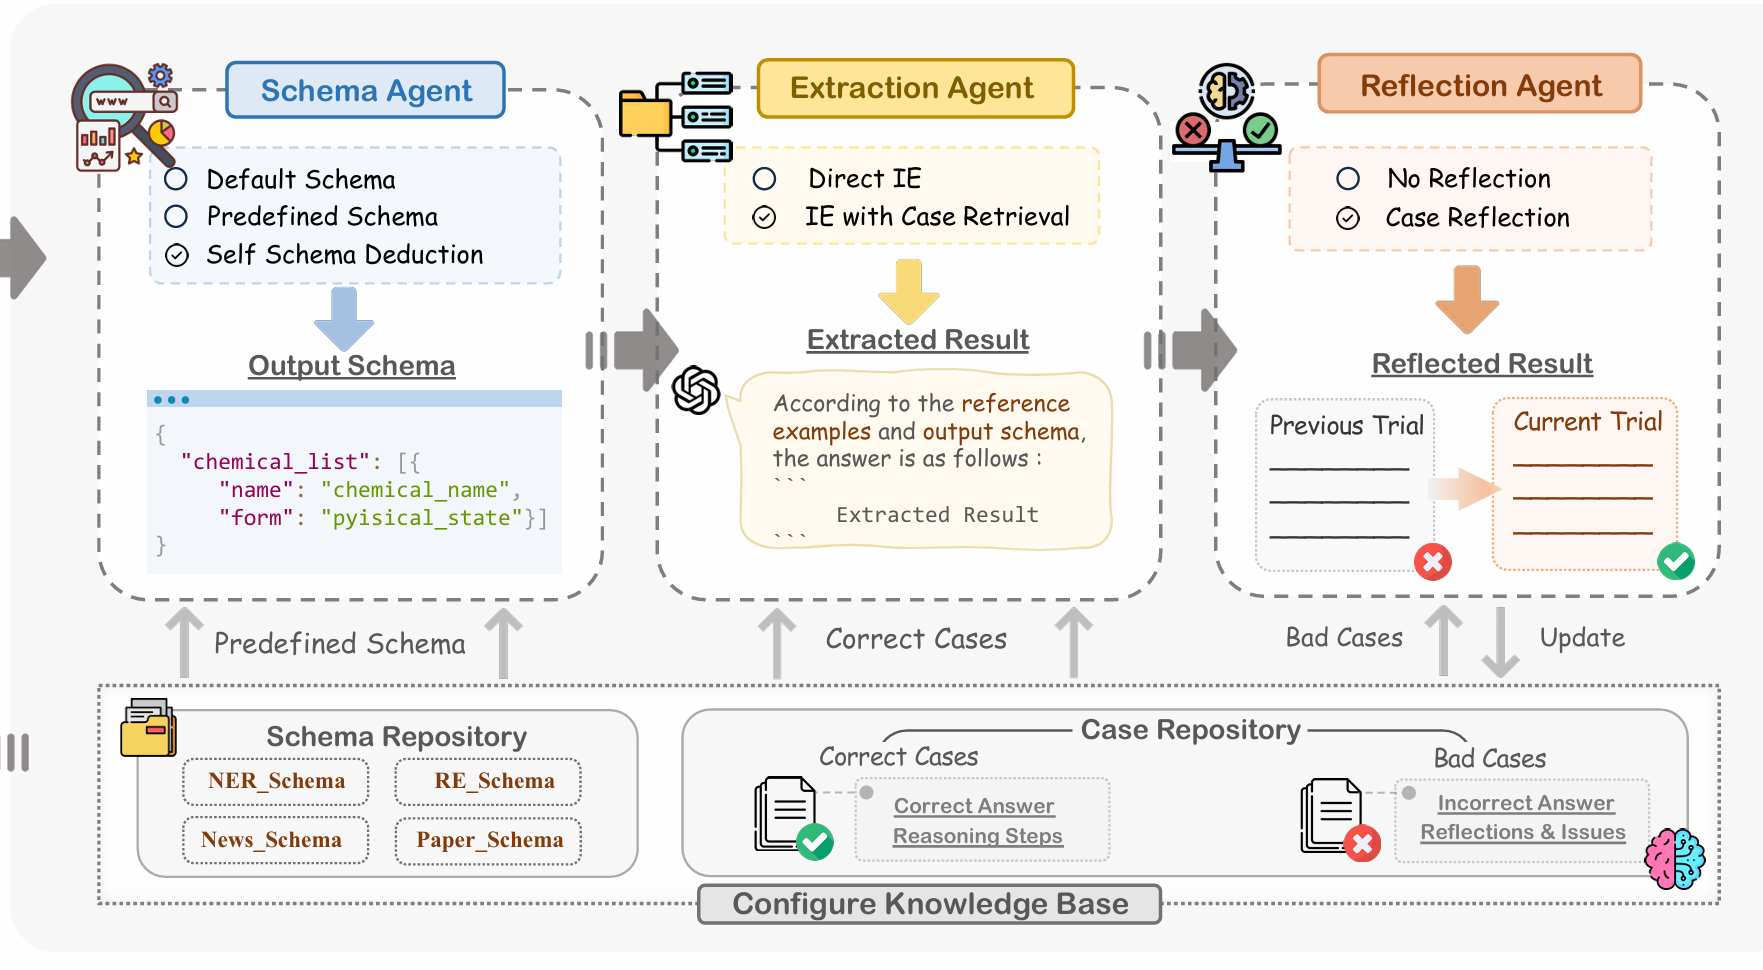 Schema Agent
WWW
Default Schema
Predefined Schema
Self Schema Deduction
Output Schema
{
"chemical_list": [{
"name": "chemical_name",
"form": "pyisical_state"}]
}
Extraction Agent
Direct IE
IE with Case Retrieval
Extracted Result
According to the reference
examples and output schema,
the answer is as follows :
```
Extracted Result
```
Reflection Agent
No Reflection
Case Reflection
Reflected Result
Previous Trial
Current Trial
Predefined Schema
Correct Cases
Bad Cases
Update
Schema Repository
NER_Schema
RE_Schema
News_Schema
Paper_Schema
Case Repository
Correct Cases
Correct Answer
Reasoning Steps
Bad Cases
Incorrect Answer
Reflections & Issues
Configure Knowledge Base